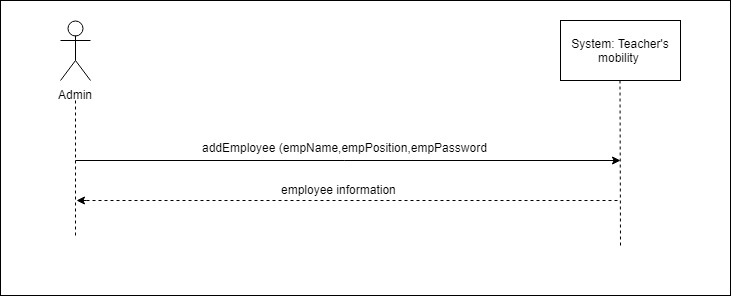 System: Teacher's
mobility
Admin
addEmployee (empName,empPosition,empPassword
employee information